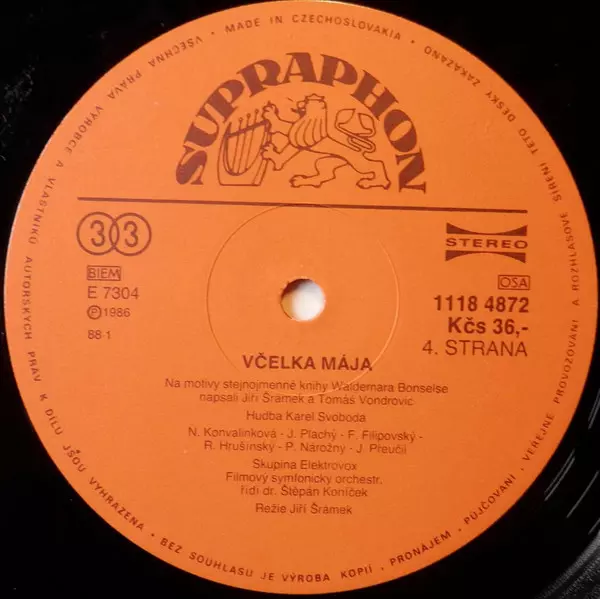 MADE IN CZECHOSLOVAKIA • VŠECHNA PRÁVA VÝROBCE A VLASTNÍKŮ AUTORSKÝCH PRÁV K DÍLU JSOU VYHRAZENA • BEZ SOUHLASU JE VÝROBA KOPIÍ • PRONÁJEM • PŮJČOVÁNÍ • VEŘEJNÉ PROVOZOVÁNÍ A ROZHLASOVÉ ŠÍŘENÍ TÉTO DESKY ZAKÁZÁNO
SUPRAPHON
33
STEREO
BIEM
OSA
E 7304
1118 4872
Ⓟ 1986
Kčs 36,-
88 1
4. STRANA
VČELKA MÁJA
Na motivy stejnojmenné knihy Waldemara Bonselse
napsali Jiří Šrámek a Tomáš Vondrovic
Hudba Karel Svoboda
N. Konvalinková - J. Plachý - F. Filipovský -
R. Hrušínský - P. Nárožný - J. Přeučil
Skupina Elektrovox
Filmový symfonický orchestr.
řídí dr. Štěpán Koníček
Režie Jiří Šrámek